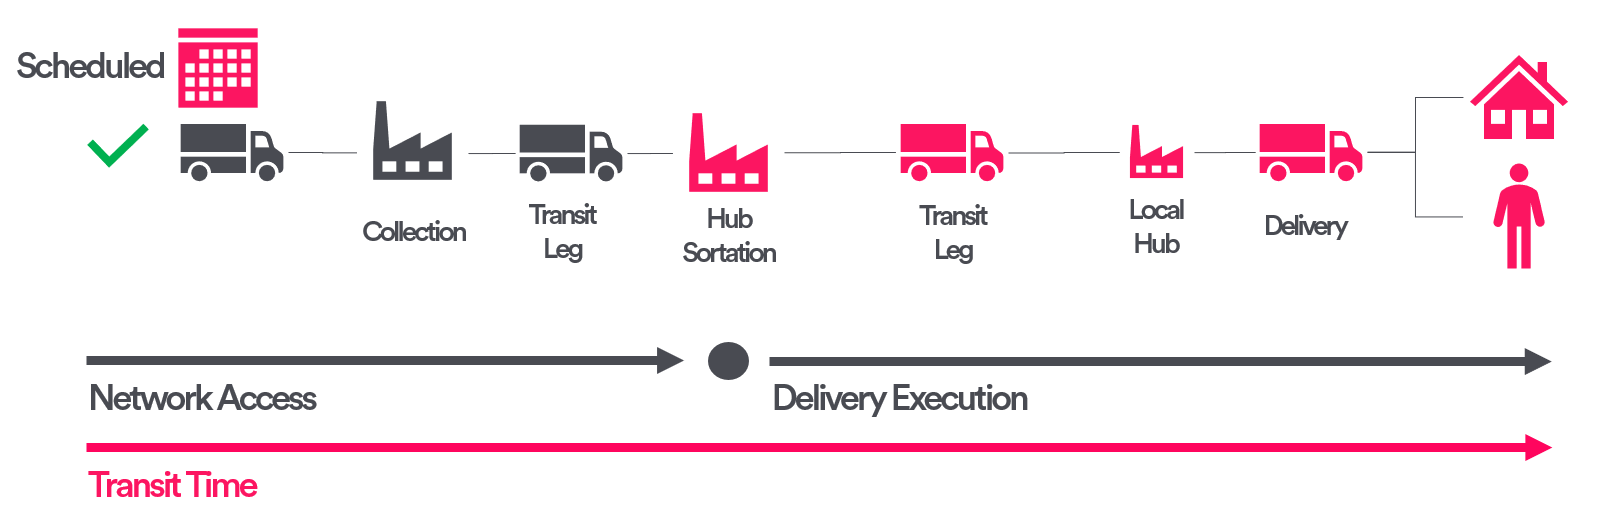 Scheduled
Collection
Transit
Leg
Hub
Sortation
Transit
Leg
Local
Hub
Delivery
Network Access
Delivery Execution
Transit Time